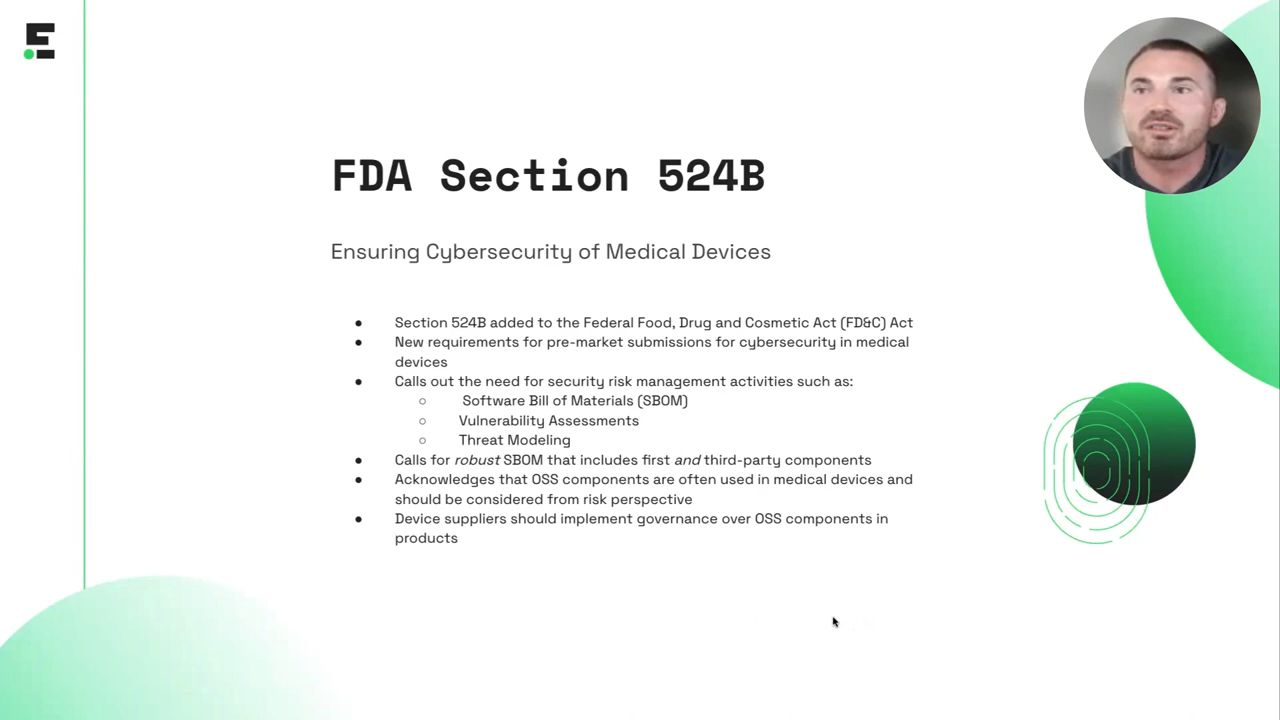 FDA Section 524B
Ensuring Cybersecurity of Medical Devices
● Section 524B added to the Federal Food, Drug and Cosmetic Act (FD&C) Act
● New requirements for pre-market submissions for cybersecurity in medical
devices
● Calls out the need for security risk management activities such as:
○ Software Bill of Materials (SBOM)
○ Vulnerability Assessments
○ Threat Modeling
● Calls for robust SBOM that includes first and third-party components
● Acknowledges that OSS components are often used in medical devices and
should be considered from risk perspective
● Device suppliers should implement governance over OSS components in
products